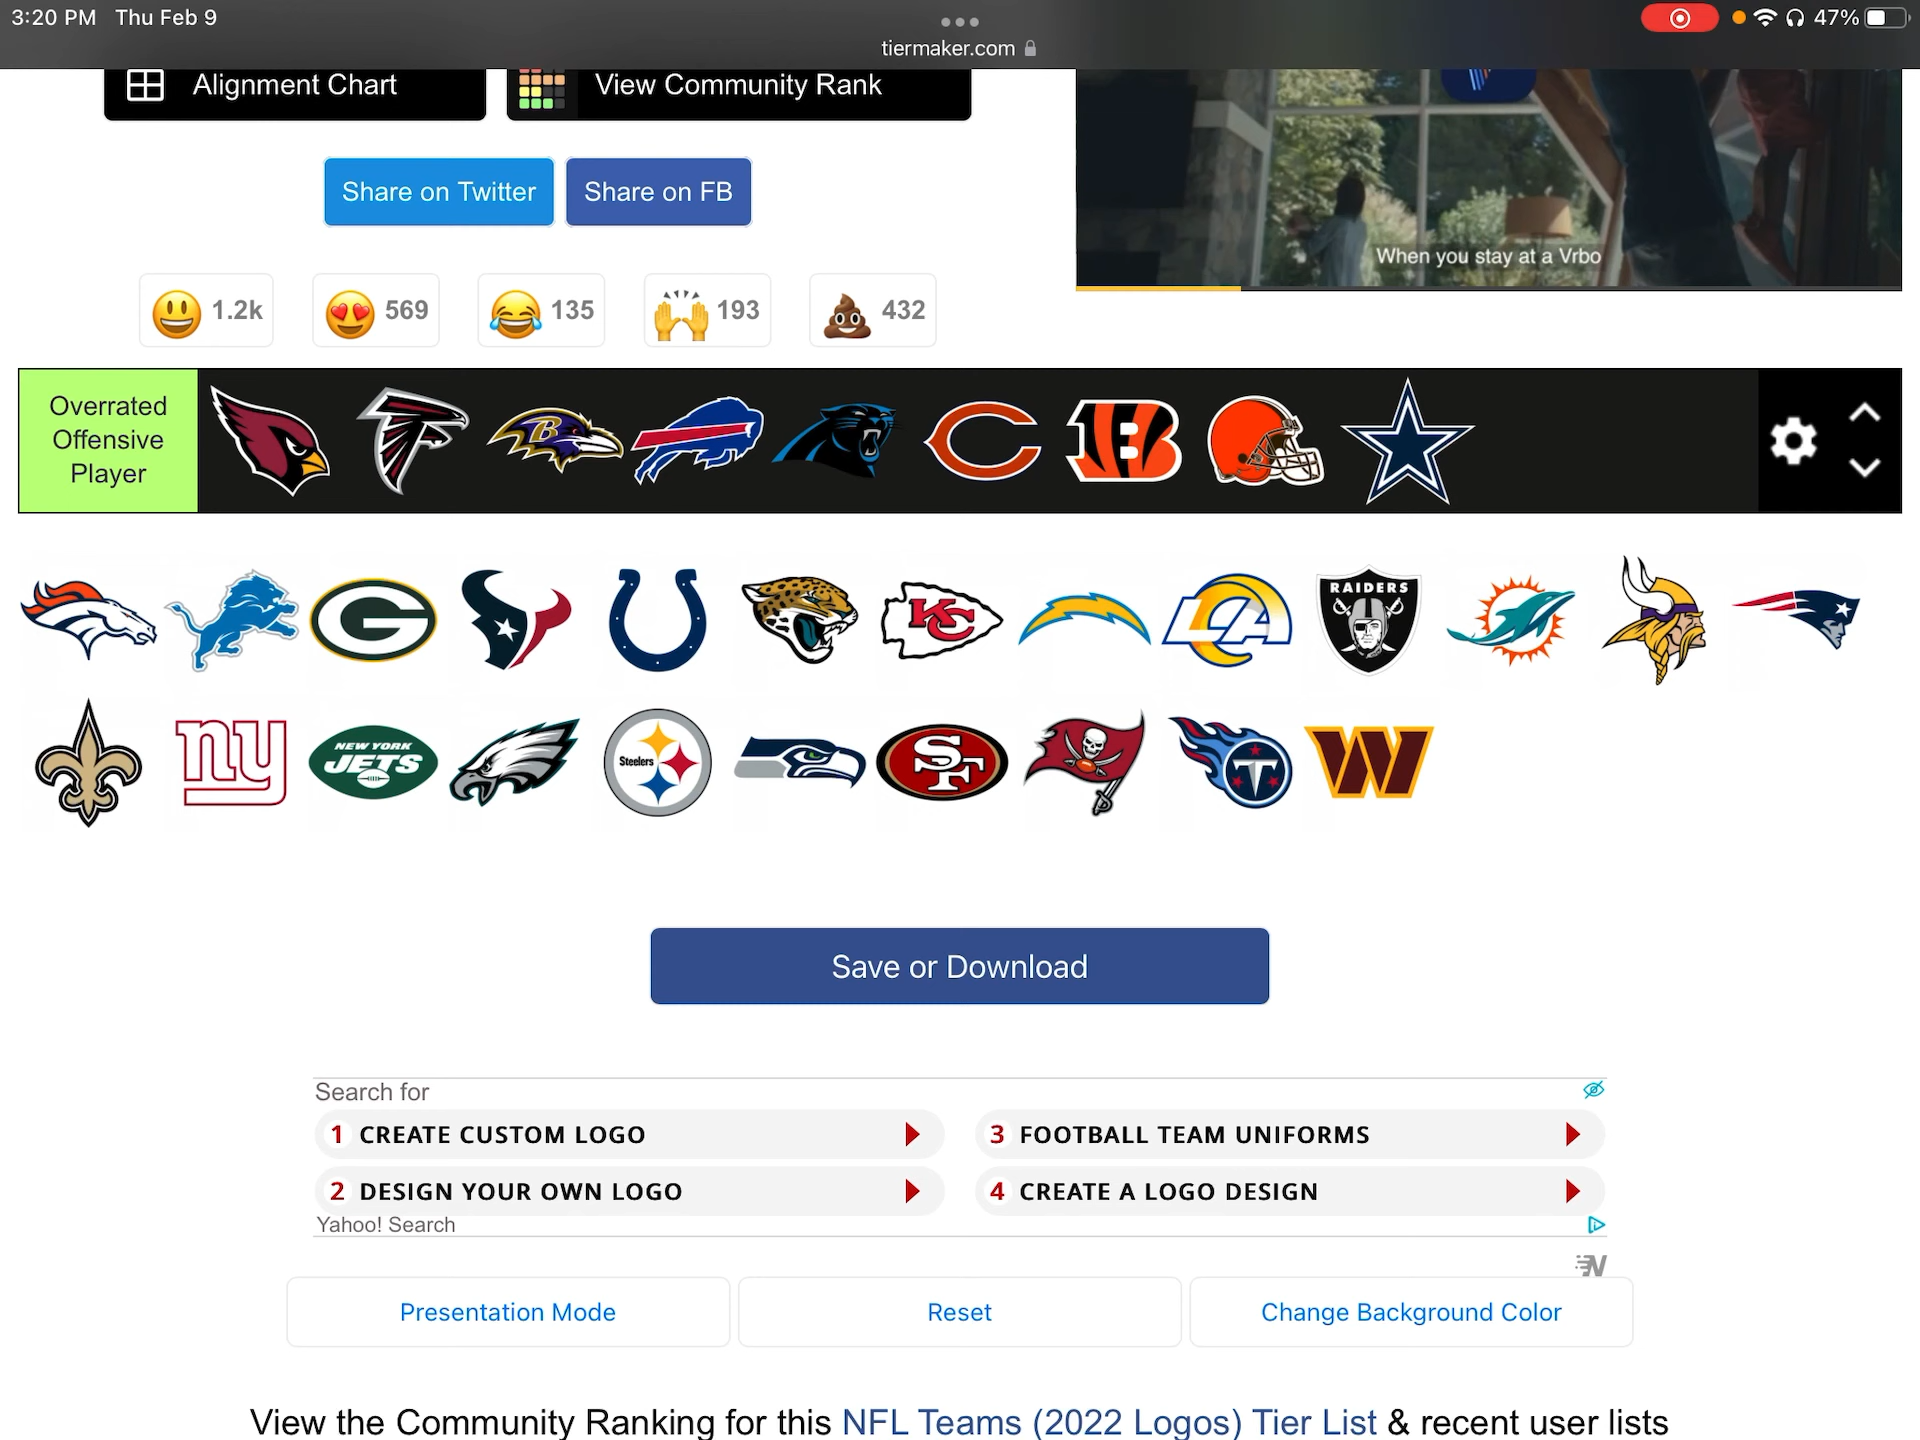 3:20 PM Thu Feb 9
47%
tiermaker.com
Alignment Chart
View Community Rank
Share on Twitter
Share on FB
When you stay at a Vrbo
1.2k
569
135
193
432
Overrated
Offensive
Player
B
C
B
G
KC
LA
RAIDERS
ny
NEW YORK
JETS
Steelers
SF
T
W
Save or Download
Search for
1 CREATE CUSTOM LOGO
3 FOOTBALL TEAM UNIFORMS
2 DESIGN YOUR OWN LOGO
4 CREATE A LOGO DESIGN
Yahoo! Search
N
Presentation Mode
Reset
Change Background Color
View the Community Ranking for this NFL Teams (2022 Logos) Tier List & recent user lists